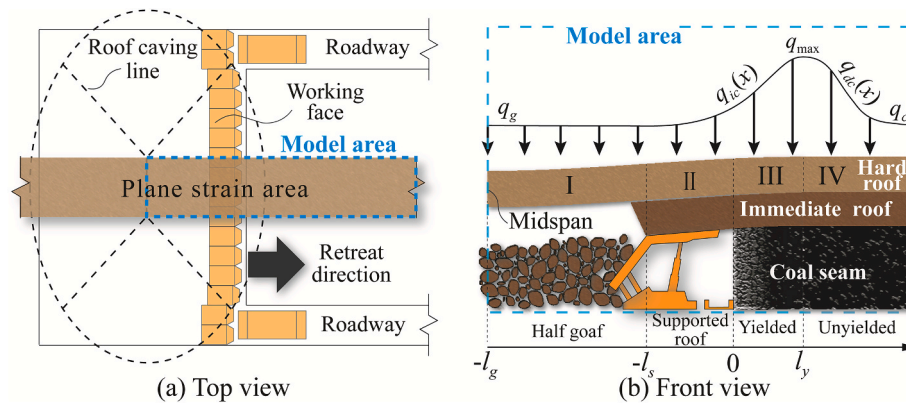 Roof caving
line
Roadway
Working
face
Model area
Plane strain area
Retreat
direction
Roadway
(a) Top view
Model area
q_max
q_ic(x)
q_dc(x)
q_g
q_c
I
II
III
IV
Hard
roof
Midspan
Immediate roof
Coal seam
Half goaf
Supported
roof
Yielded
Unyielded
-l_g
-l_s
0
l_y
(b) Front view